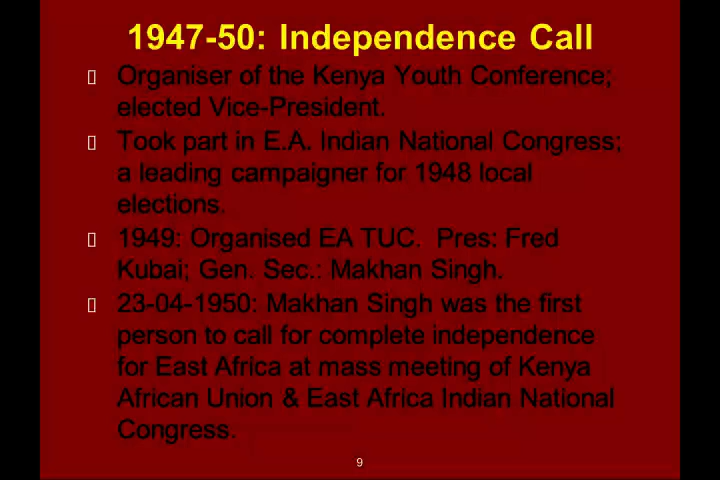 1947-50: Independence Call
Organiser of the Kenya Youth Conference;
elected Vice-President.
Took part in E.A. Indian National Congress;
a leading campaigner for 1948 local
elections.
1949: Organised EA TUC.  Pres: Fred
Kubai; Gen. Sec.: Makhan Singh.
23-04-1950: Makhan Singh was the first
person to call for complete independence
for East Africa at mass meeting of Kenya
African Union & East Africa Indian National
Congress.
9